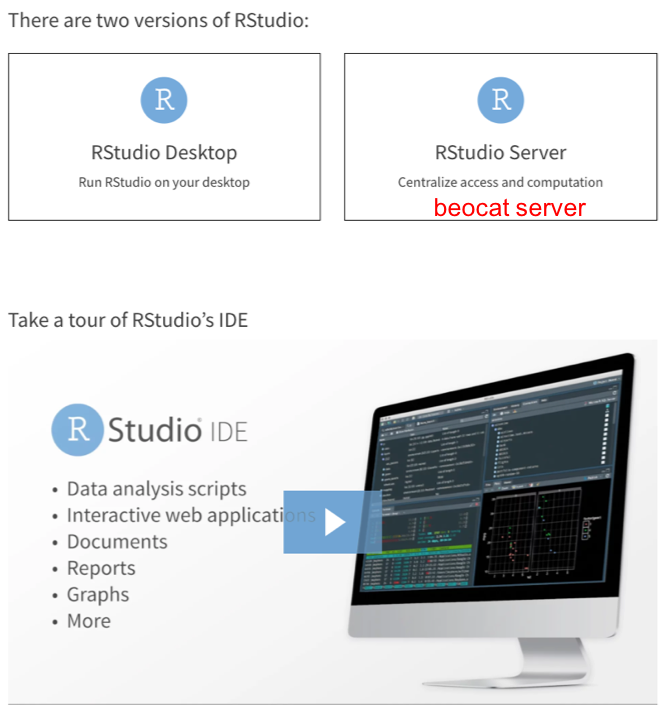 There are two versions of RStudio:
R
RStudio Desktop
Run RStudio on your desktop
R
RStudio Server
Centralize access and computation
beocat server
Take a tour of RStudio’s IDE
R Studio® IDE
• Data analysis scripts
• Interactive web applications
• Documents
• Reports
• Graphs
• More